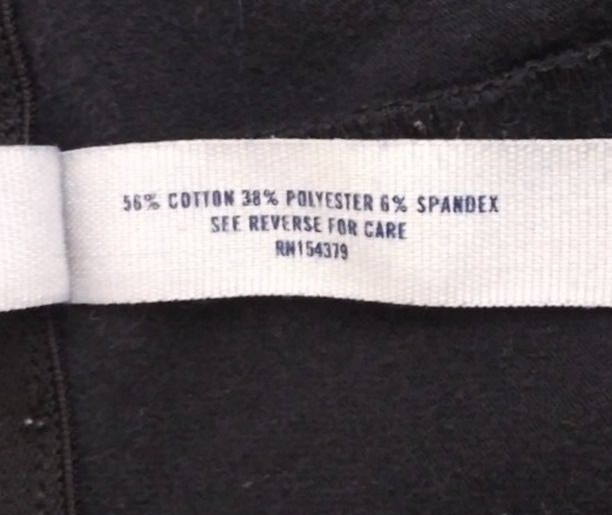 56% COTTON 38% POLYESTER 6% SPANDEX
SEE REVERSE FOR CARE
RN154379